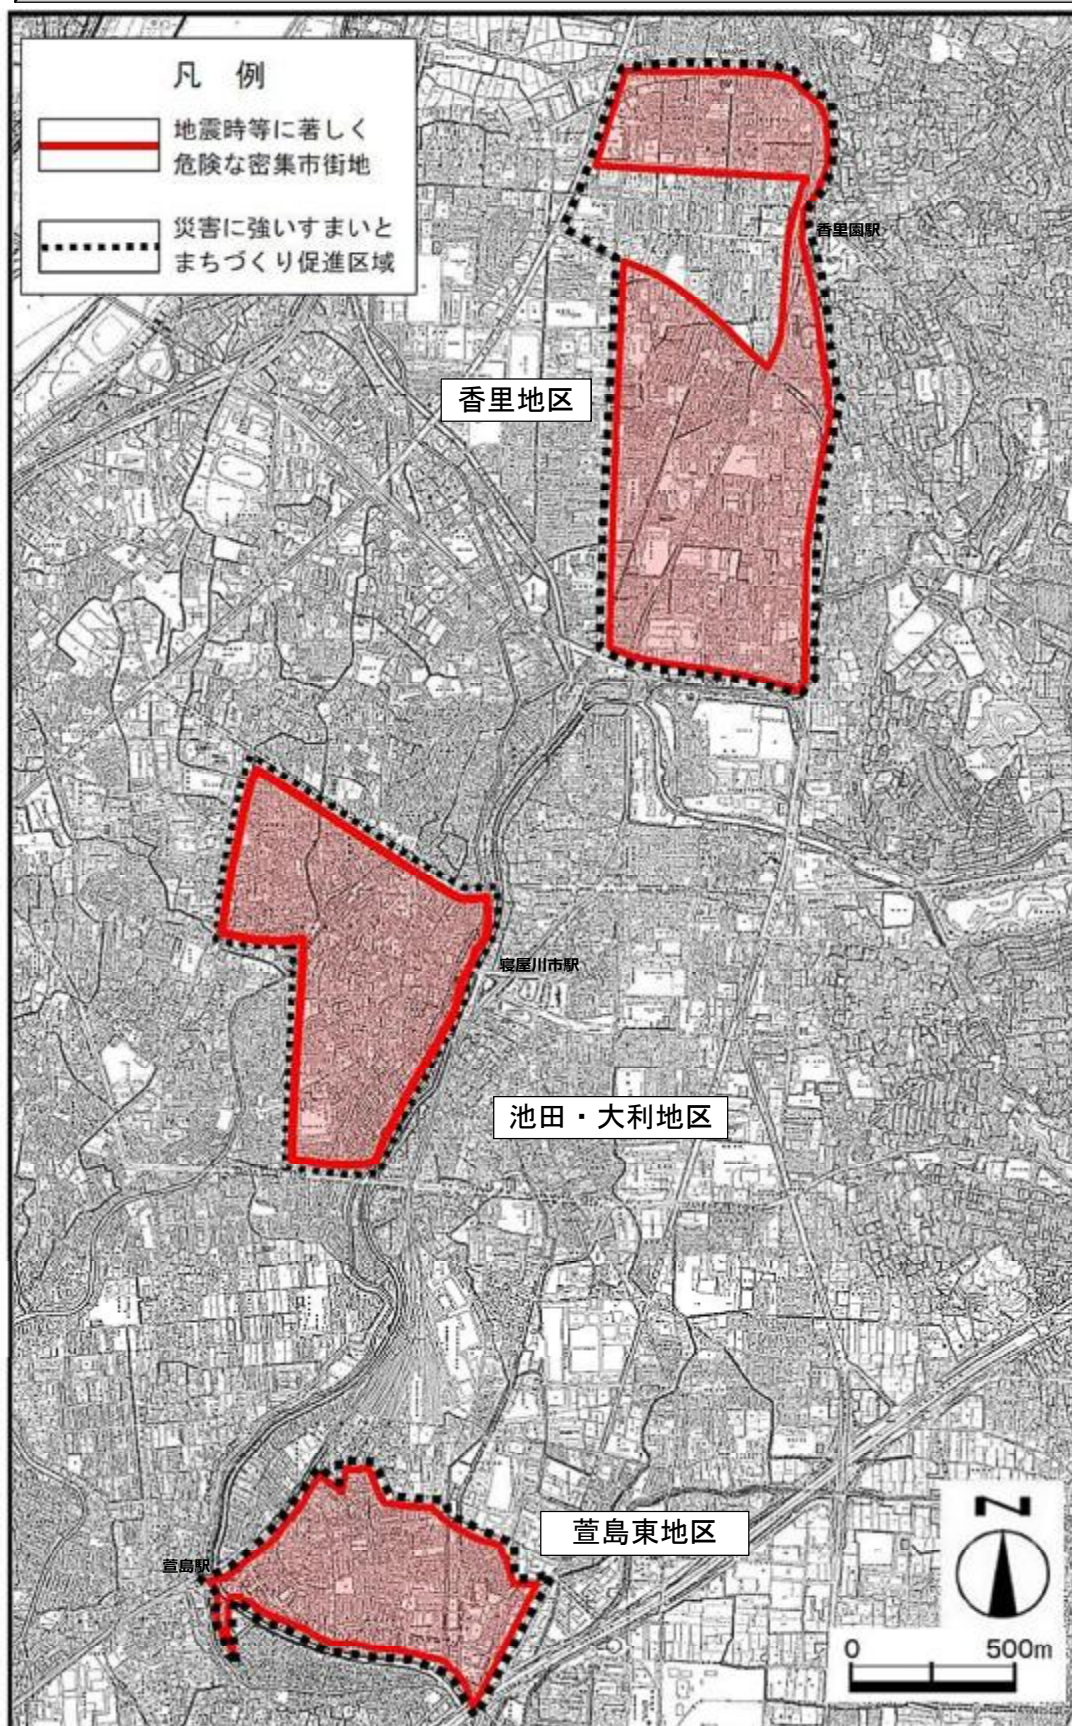 凡 例
地震時等に著しく
危険な密集市街地
災害に強いすまいと
まちづくり促進区域
香里園駅
香里地区
寝屋川市駅
池田・大利地区
萱島東地区
萱島駅
N
0 500m